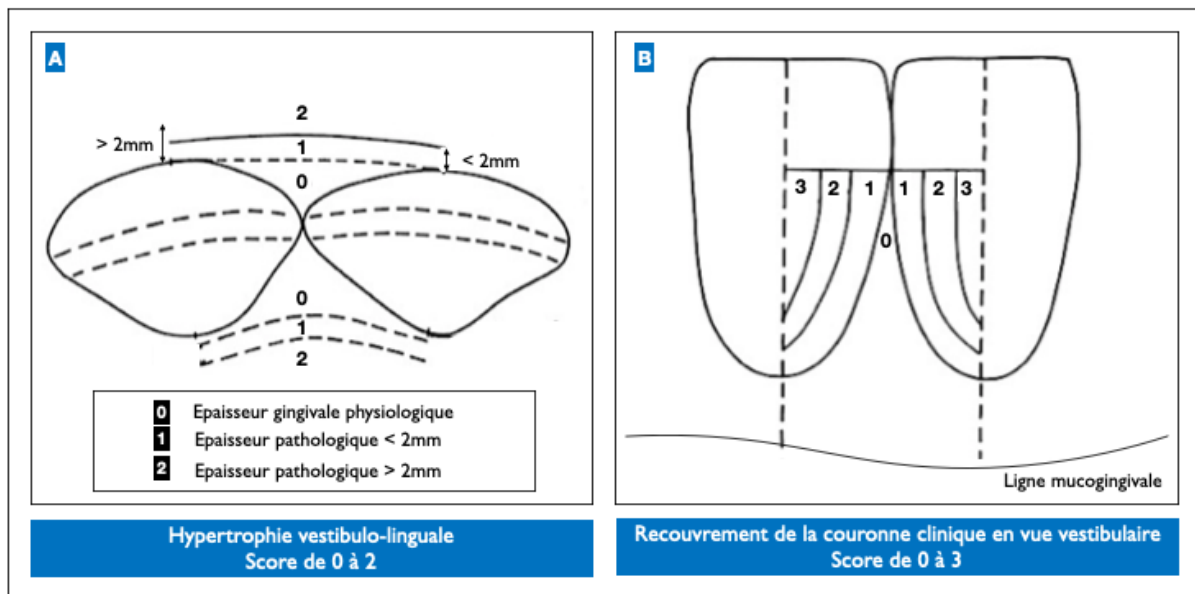 A
2
> 2mm
1
< 2mm
0
0
1
2
0 Epaisseur gingivale physiologique
1 Epaisseur pathologique < 2mm
2 Epaisseur pathologique > 2mm
Hypertrophie vestibulo-linguale
Score de 0 à 2
B
3 2 1 1 2 3
0
Ligne mucogingivale
Recouvrement de la couronne clinique en vue vestibulaire
Score de 0 à 3